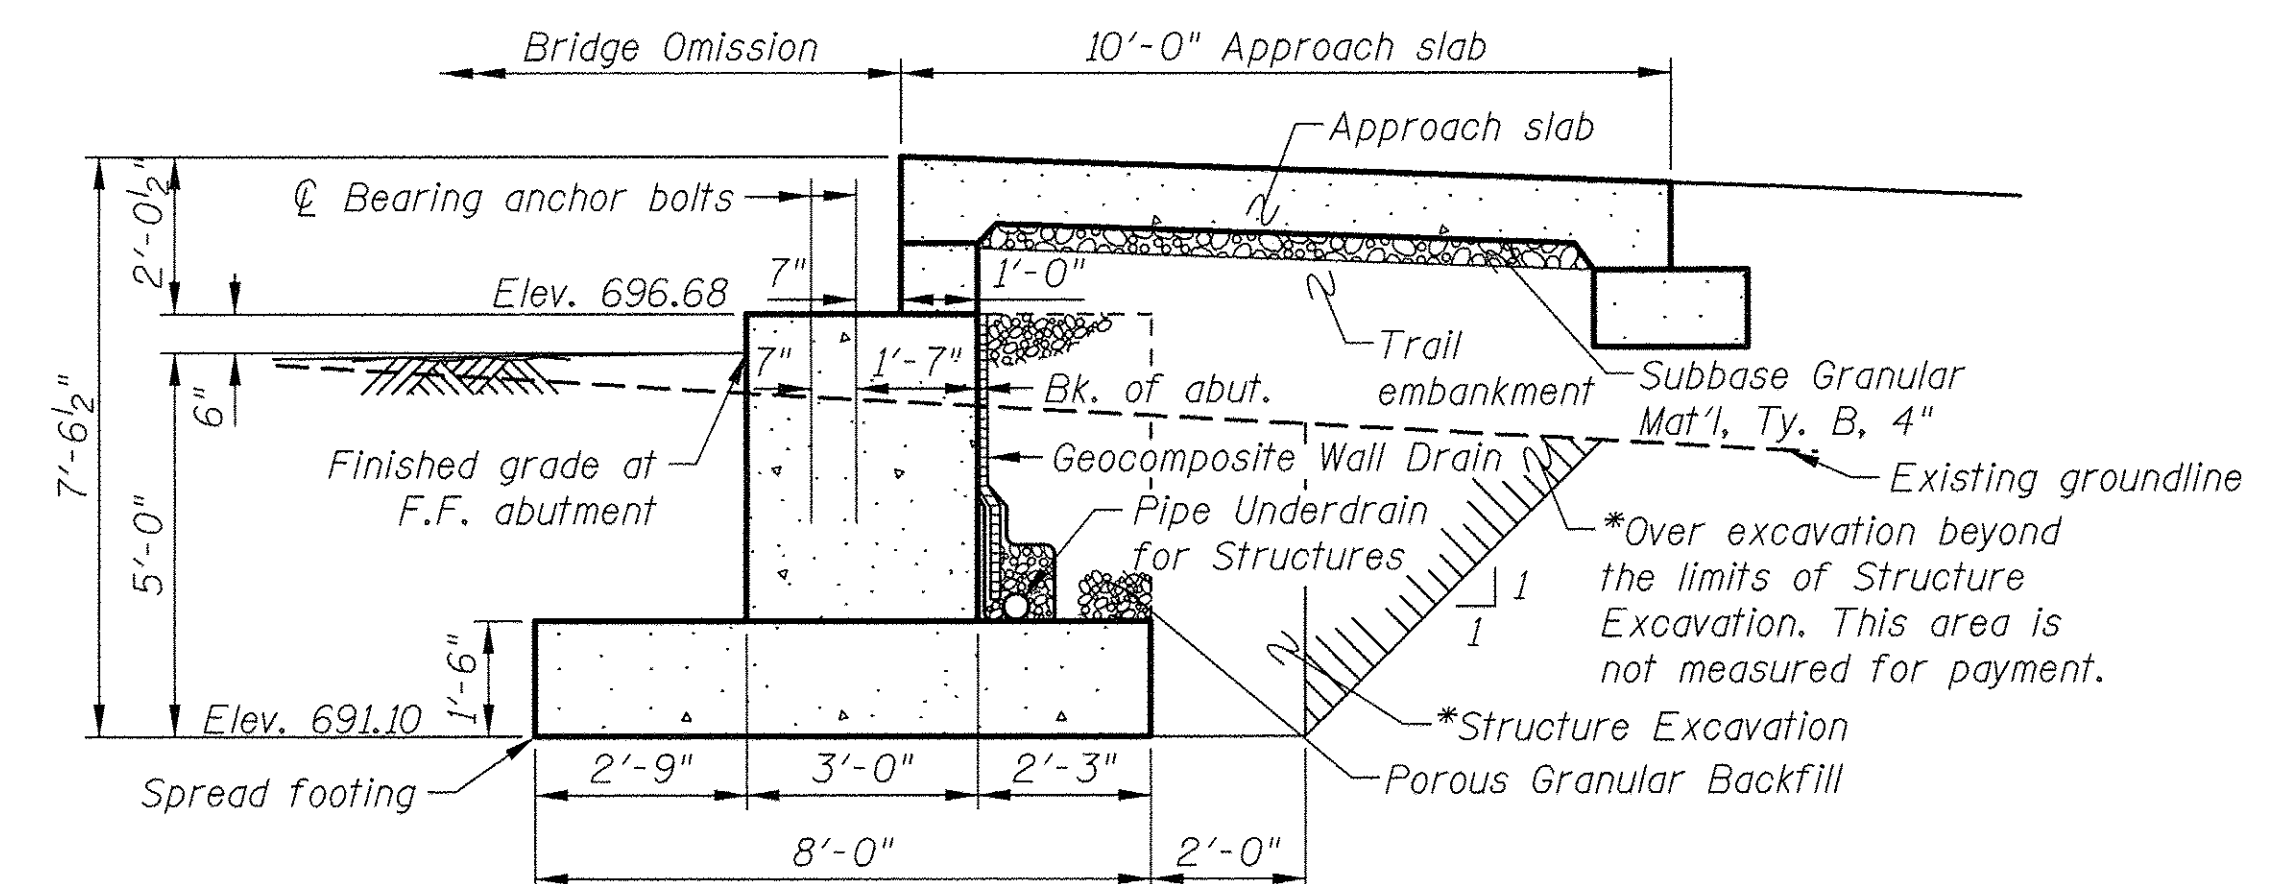 Bridge Omission
10'-0" Approach slab
Approach slab
℄ Bearing anchor bolts
2'-0½"
7"
1'-0"
Elev. 696.68
7"
1'-7"
Bk. of abut.
Trail
embankment
Subbase Granular
Mat'l, Ty. B, 4"
7'-6½"
6"
Finished grade at
F.F. abutment
Geocomposite Wall Drain
Existing groundline
Pipe Underdrain
for Structures
*Over excavation beyond
the limits of Structure
Excavation. This area is
not measured for payment.
5'-0"
1
1
1'-6"
Elev. 691.10
*Structure Excavation
Spread footing
2'-9"
3'-0"
2'-3"
Porous Granular Backfill
8'-0"
2'-0"